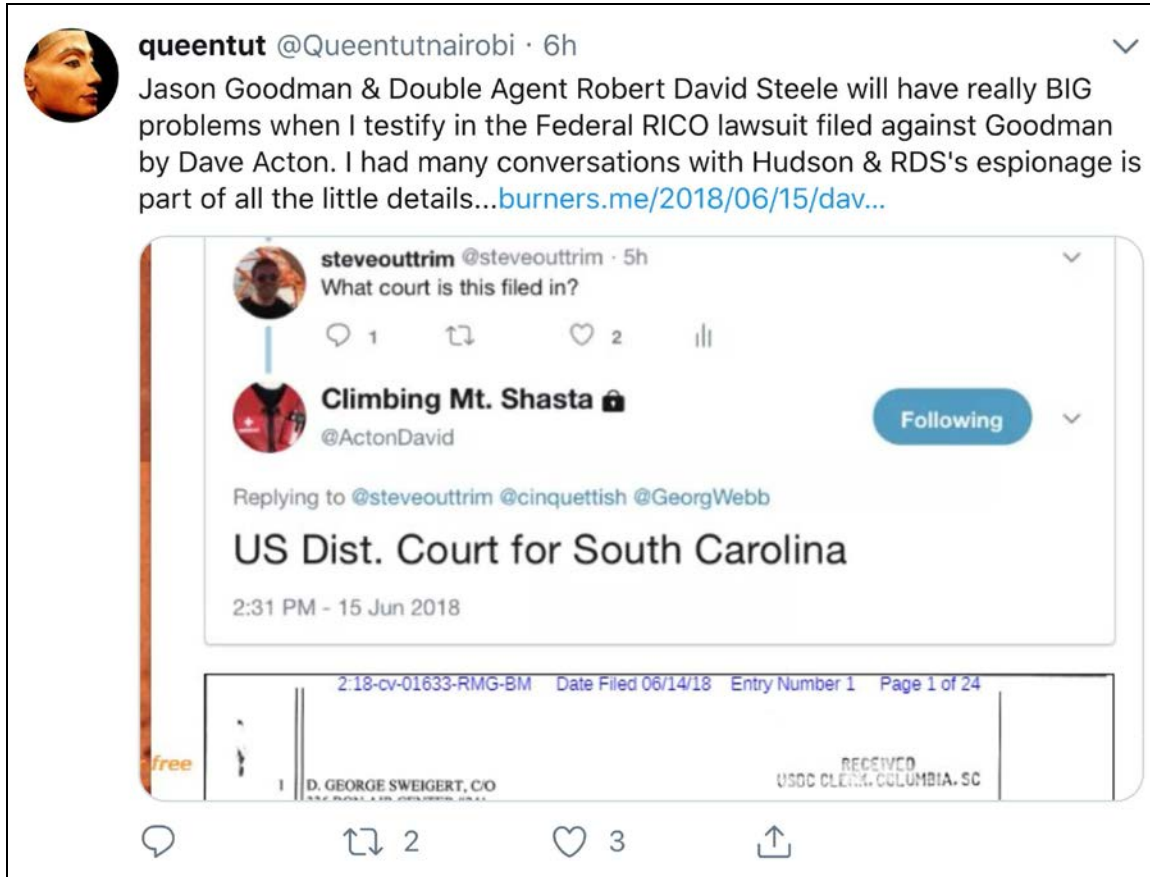 queentut @Queentutnairobi · 6h
Jason Goodman & Double Agent Robert David Steele will have really BIG
problems when I testify in the Federal RICO lawsuit filed against Goodman
by Dave Acton. I had many conversations with Hudson & RDS's espionage is
part of all the little details...burners.me/2018/06/15/dav...
steveouttrim @steveouttrim · 5h
What court is this filed in?
1 2
Climbing Mt. Shasta
@ActonDavid
Following
Replying to @steveouttrim @cinquettish @GeorgWebb
US Dist. Court for South Carolina
2:31 PM - 15 Jun 2018
2:18-cv-01633-RMG-BM Date Filed 06/14/18 Entry Number 1 Page 1 of 24
free
RECEIVED
USDC CLERK, COLUMBIA, SC
1 D. GEORGE SWEIGERT, C/O
2 3